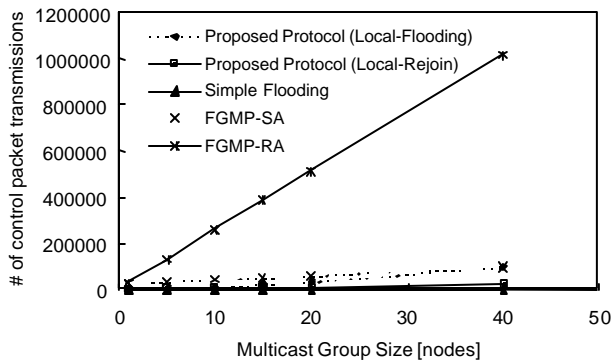 # of control packet transmissions
1200000
1000000
800000
600000
400000
200000
0
Proposed Protocol (Local-Flooding)
Proposed Protocol (Local-Rejoin)
Simple Flooding
FGMP-SA
FGMP-RA
0 10 20 30 40 50
Multicast Group Size [nodes]